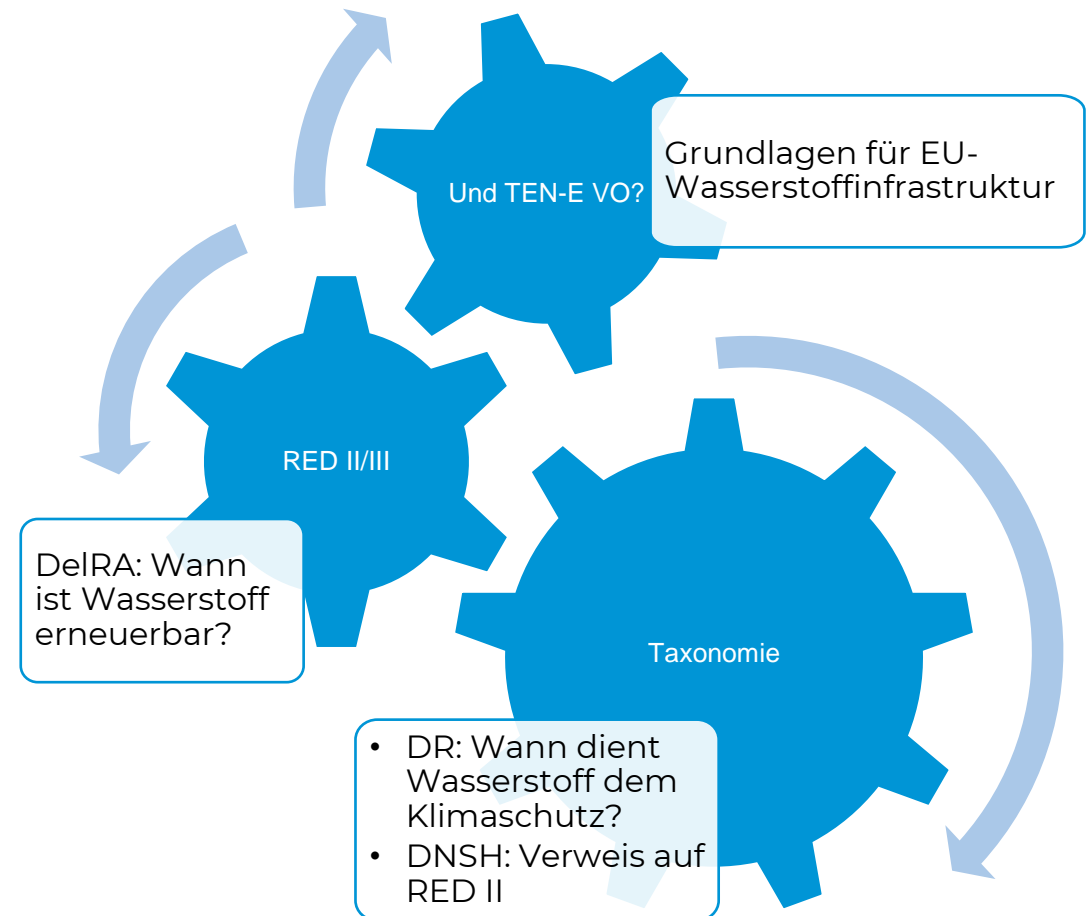 Und TEN-E VO?
Grundlagen für EU-
Wasserstoffinfrastruktur
RED II/III
DelRA: Wann
ist Wasserstoff
erneuerbar?
Taxonomie
• DR: Wann dient
Wasserstoff dem
Klimaschutz?
• DNSH: Verweis auf
RED II